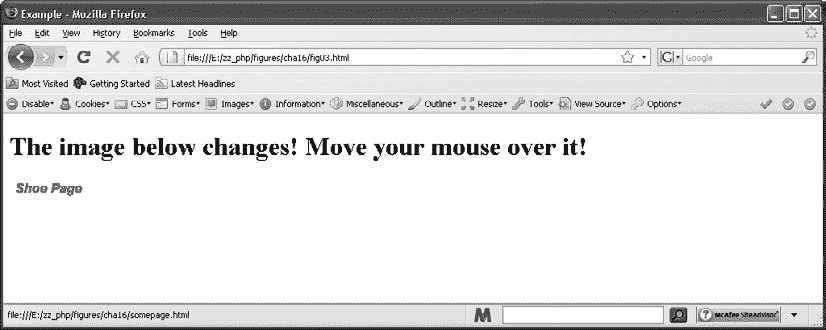 Example - Mozilla Firefox
File Edit View History Bookmarks Tools Help
file:///E:/zz_php/figures/cha16/fig03.html
G Google
Most Visited Getting Started Latest Headlines
Disable Cookies CSS Forms Images Information Miscellaneous Outline Resize Tools View Source Options
The image below changes! Move your mouse over it!
Shoe Page
file:///E:/zz_php/figures/cha16/somepage.html
M McAfee SiteAdvisor